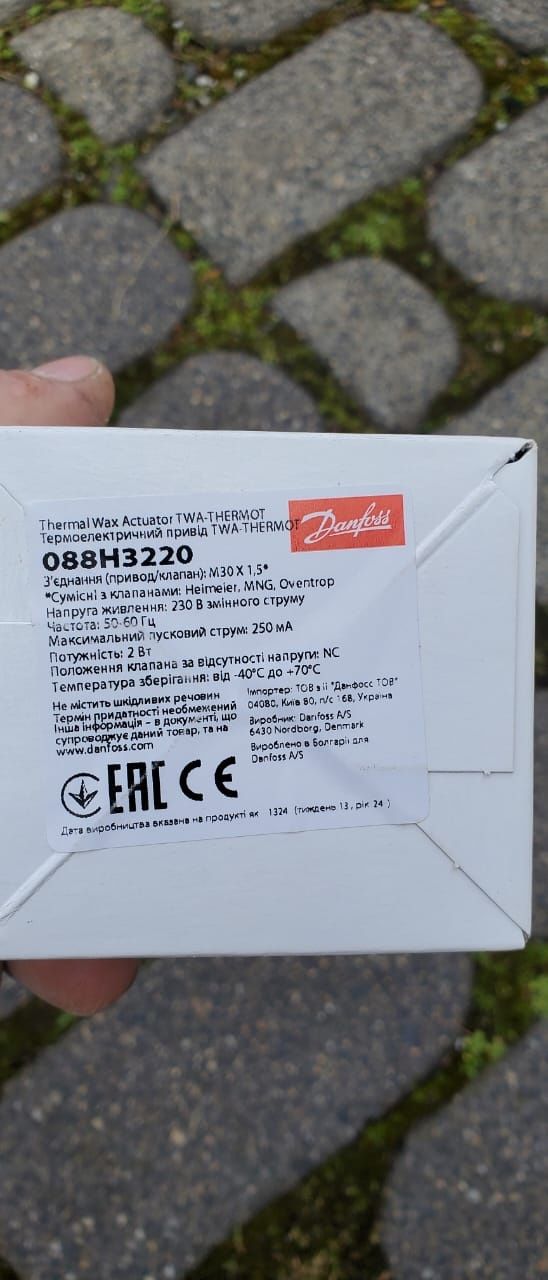 Thermal Wax Actuator TWA-THERMOT
Термоелектричний привід TWA-THERMOT
Danfoss
088H3220
З'єднання (привод/клапан): M30 X 1,5*
*Сумісні з клапанами: Heimeier, MNG, Oventrop
Напруга живлення: 230 В змінного струму
Частота: 50-60 Гц
Максимальний пусковий струм: 250 мА
Потужність: 2 Вт
Положення клапана за відсутності напруги: NC
Температура зберігання: від -40°C до +70°C
Не містить шкідливих речовин
Термін придатності необмежений
Інша інформація – в документі, що
супроводжує даний товар, та на
www.danfoss.com
Імпортер: ТОВ з ії "Данфосс ТОВ"
04080, Київ 80, п/с 168, Україна
Виробник: Danfoss A/S
6430 Nordborg, Denmark
Вироблено в Болгарії для
Danfoss A/S
EAC CE
Дата виробництва вказана на продукті як 1324 (тиждень 13, рік 24)